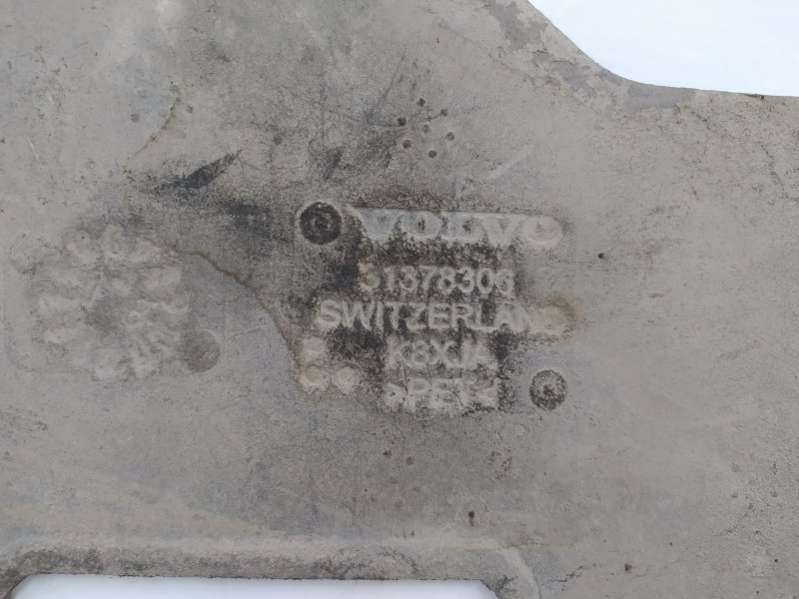 VOLVO
31378306
SWITZERLAND
K8XJA
>PET<